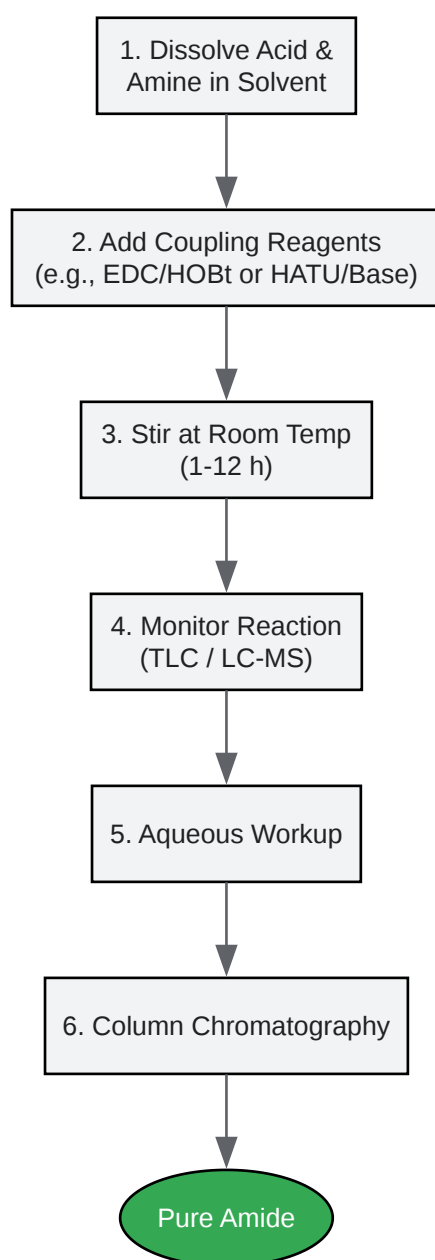 1. Dissolve Acid &
Amine in Solvent
2. Add Coupling Reagents
(e.g., EDC/HOBt or HATU/Base)
3. Stir at Room Temp
(1-12 h)
4. Monitor Reaction
(TLC / LC-MS)
5. Aqueous Workup
6. Column Chromatography
Pure Amide